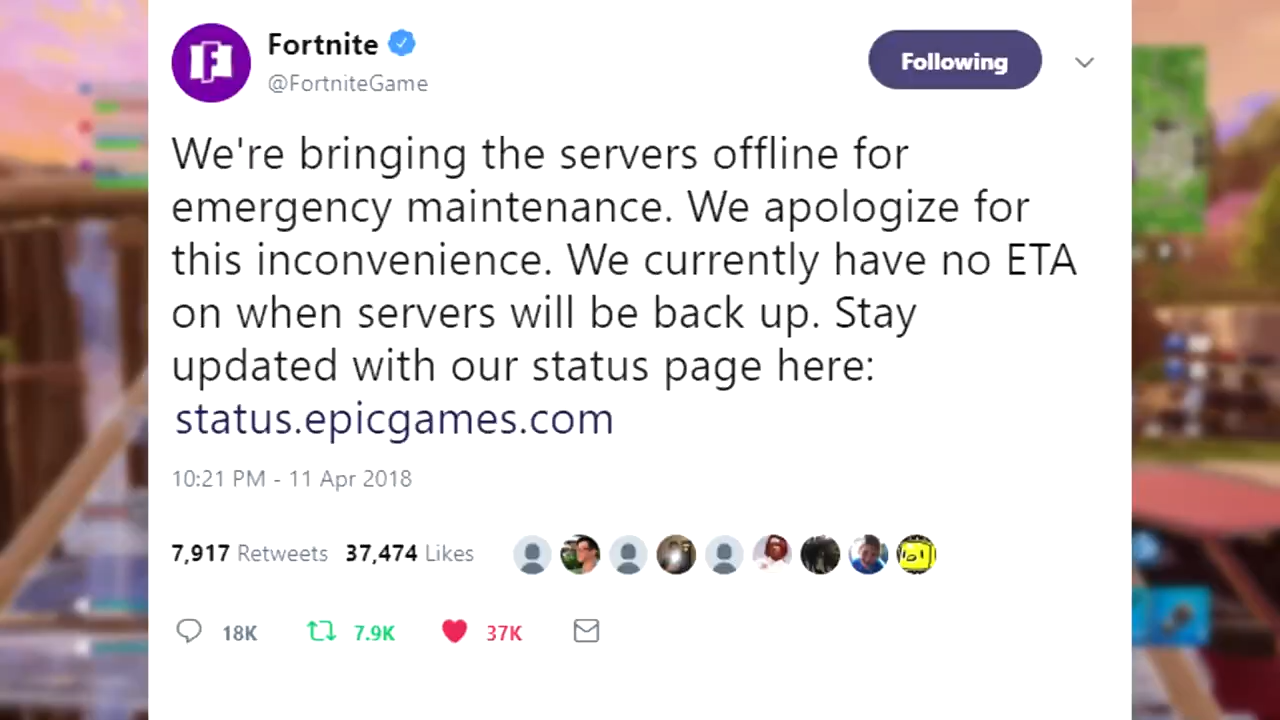 Fortnite
@FortniteGame
Following
We're bringing the servers offline for
emergency maintenance. We apologize for
this inconvenience. We currently have no ETA
on when servers will be back up. Stay
updated with our status page here:
status.epicgames.com
10:21 PM - 11 Apr 2018
7,917 Retweets 37,474 Likes
18K 7.9K 37K